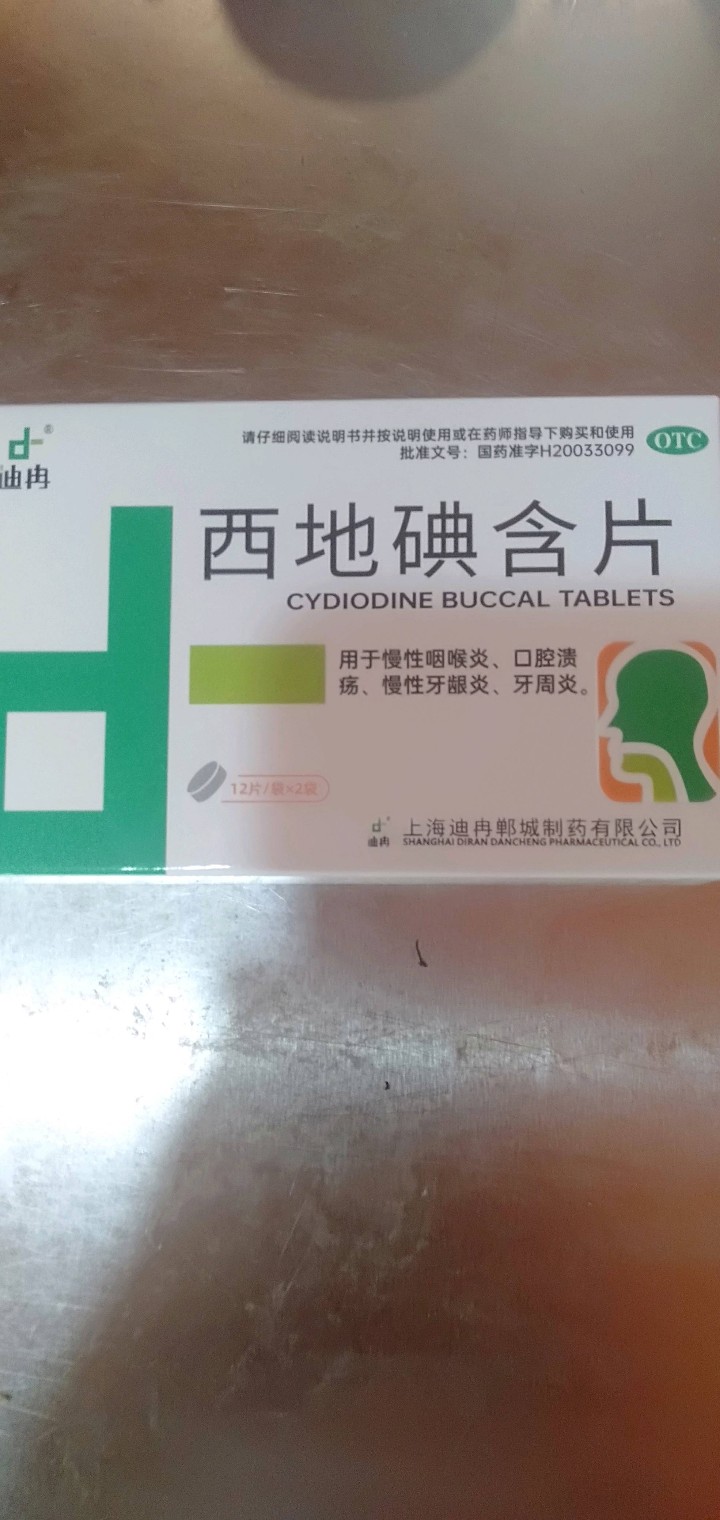 迪冉
请仔细阅读说明书并按说明使用或在药师指导下购买和使用
批准文号：国药准字H20033099
OTC
西地碘含片
CYDIODINE BUCCAL TABLETS
用于慢性咽喉炎、口腔溃
疡、慢性牙龈炎、牙周炎。
12片/袋×2袋
迪冉
上海迪冉郸城制药有限公司
SHANGHAI DIRAN DANCHENG PHARMACEUTICAL CO., LTD